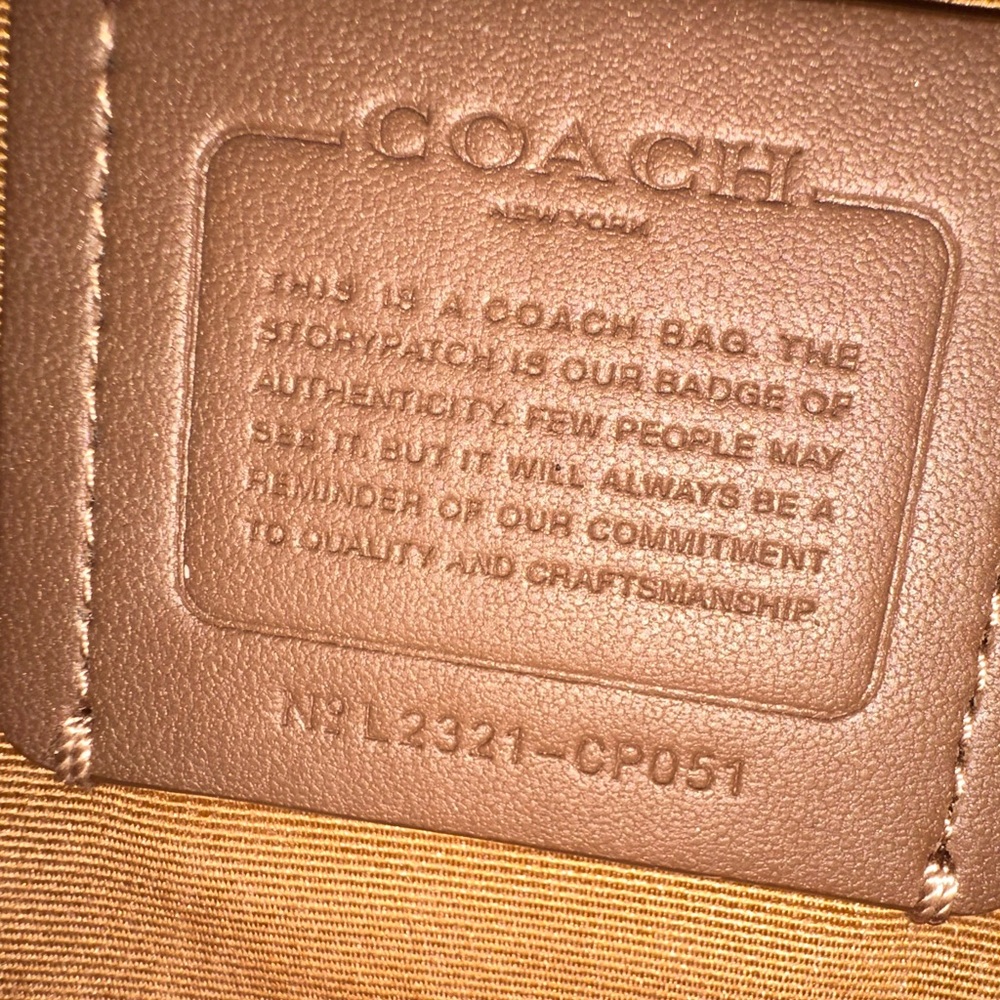 COACH
NEW YORK
THIS IS A COACH BAG. THE
STORYPATCH IS OUR BADGE OF
AUTHENTICITY. FEW PEOPLE MAY
SEE IT. BUT IT WILL ALWAYS BE A
REMINDER OF OUR COMMITMENT
TO QUALITY AND CRAFTSMANSHIP.
Nº L2321-CP051